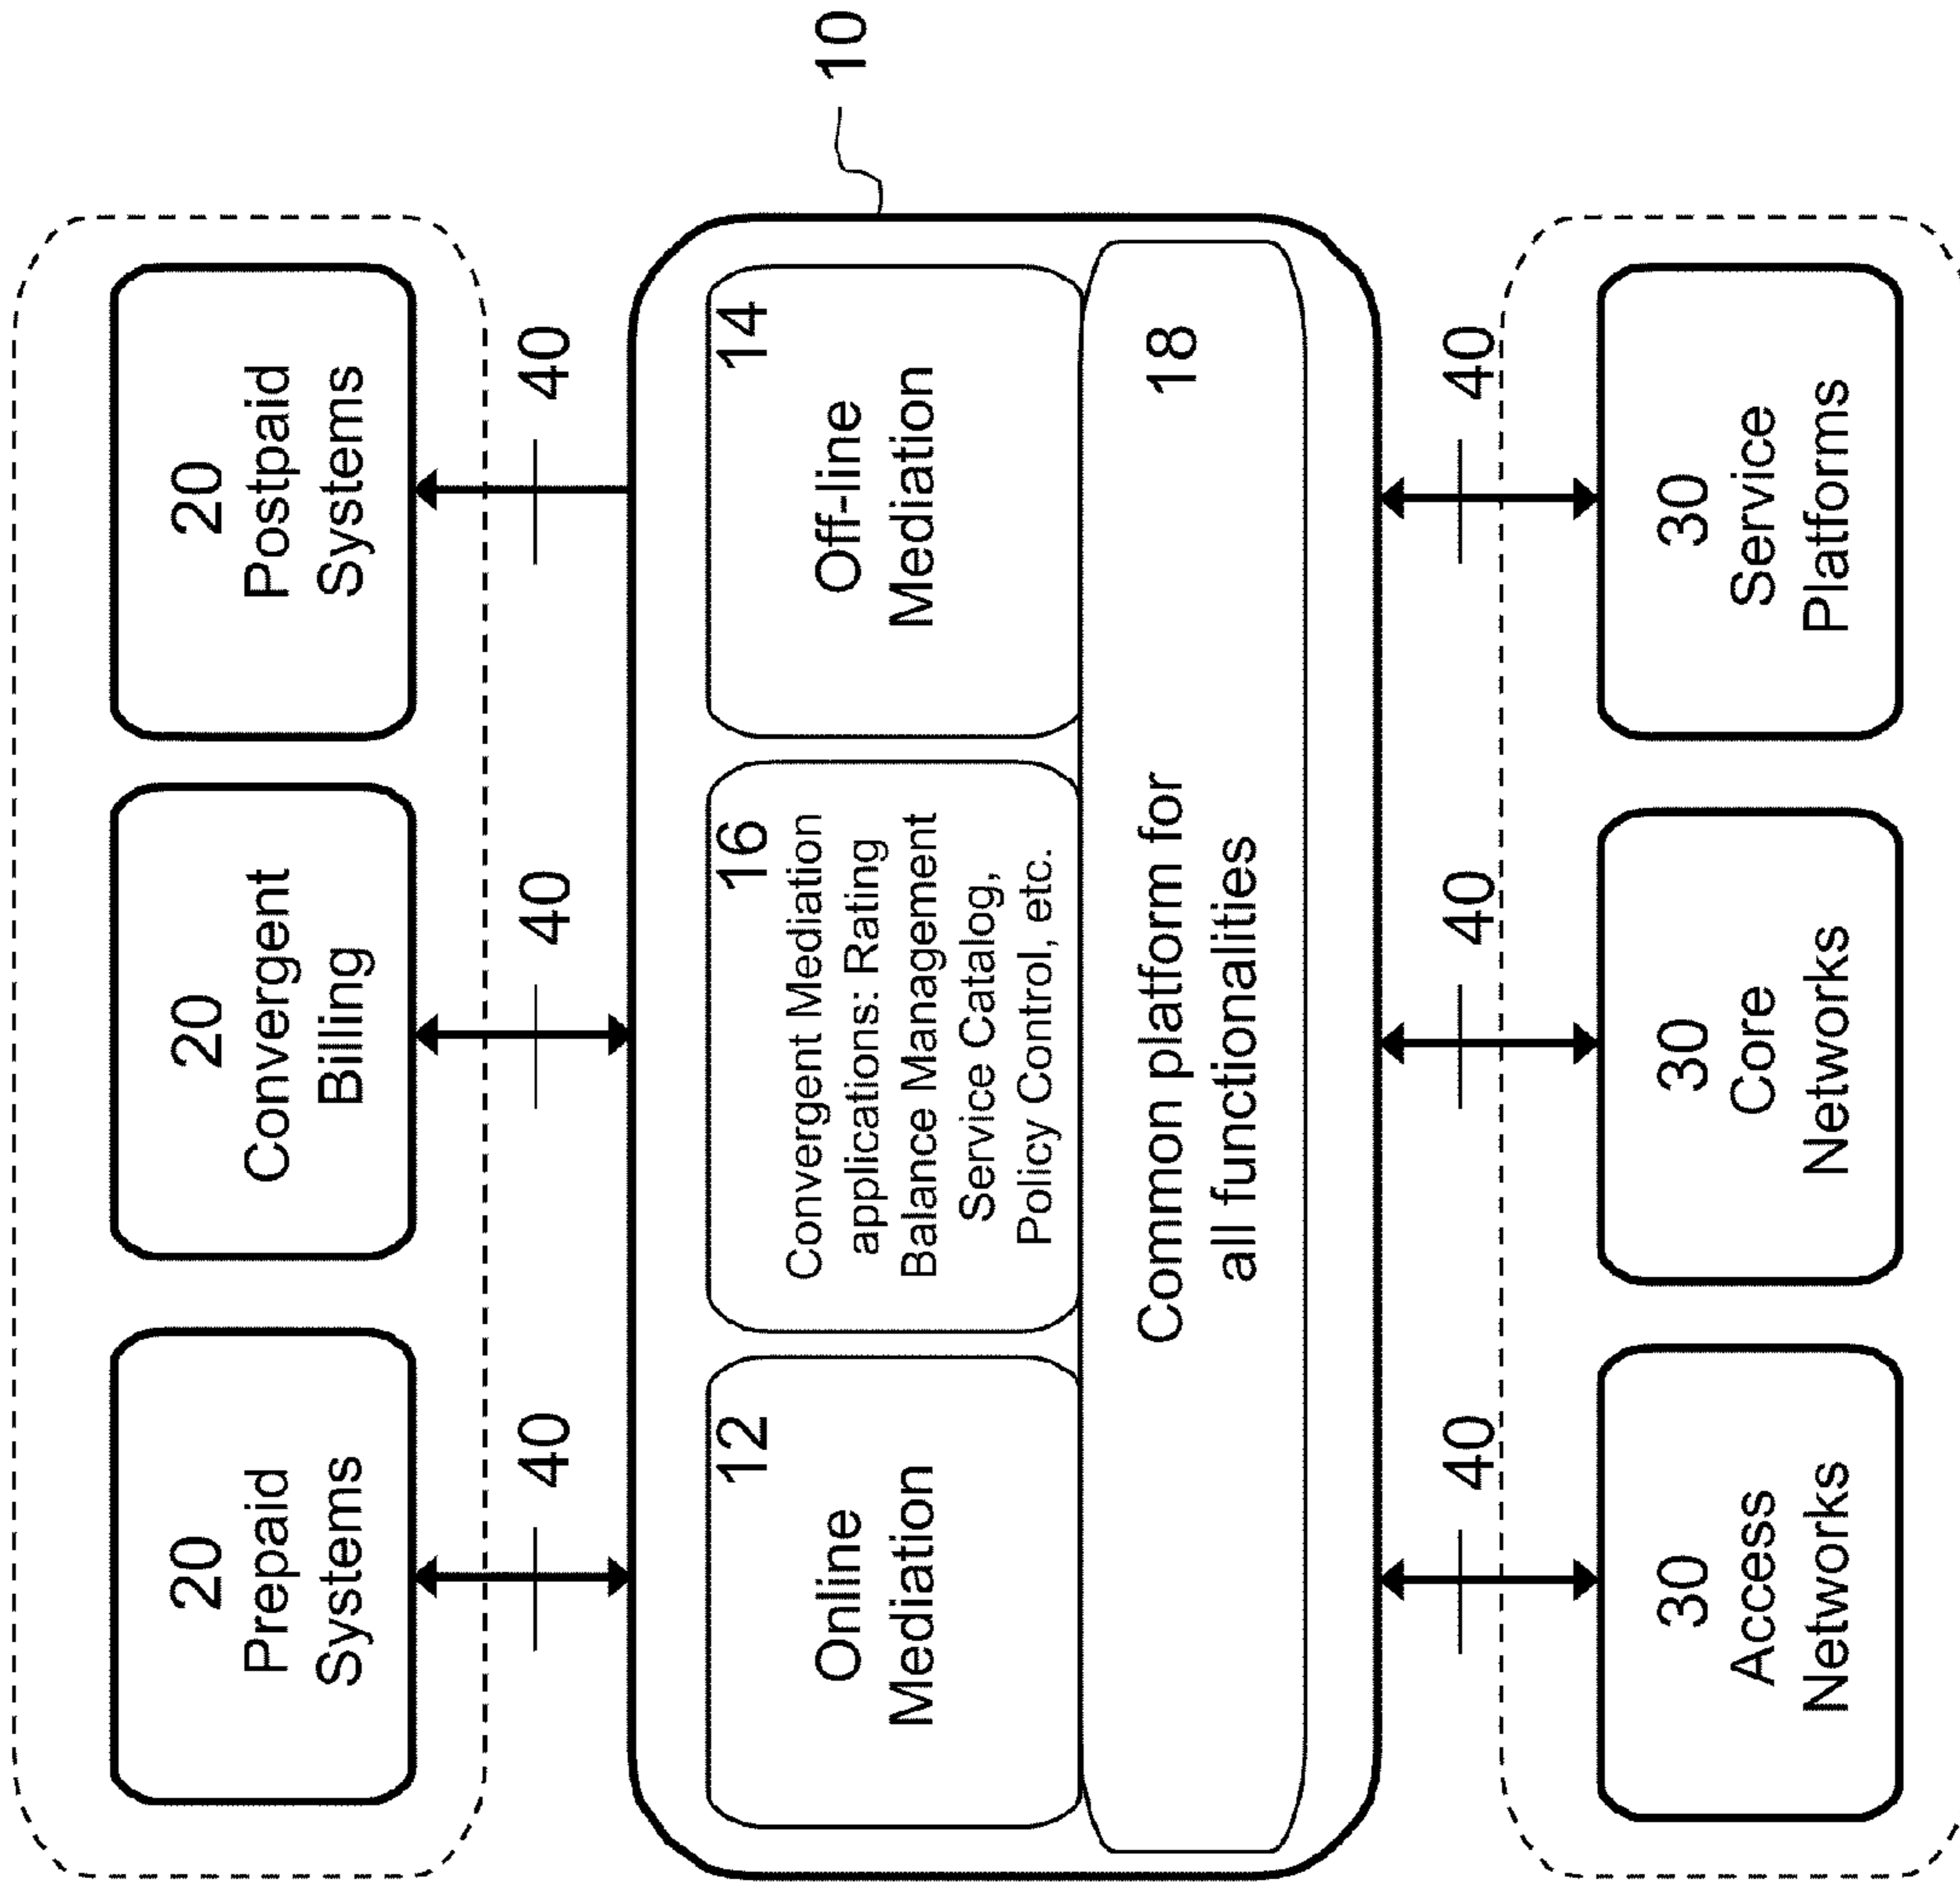 20
Prepaid
Systems
20
Convergent
Billing
20
Postpaid
Systems
40
40
40
10
12
Online
Mediation
16
Convergent Mediation
applications: Rating
Balance Management
Service Catalog,
Policy Control, etc.
14
Off-line
Mediation
18
Common platform for
all functionalities
40
40
40
30
Access
Networks
30
Core
Networks
30
Service
Platforms